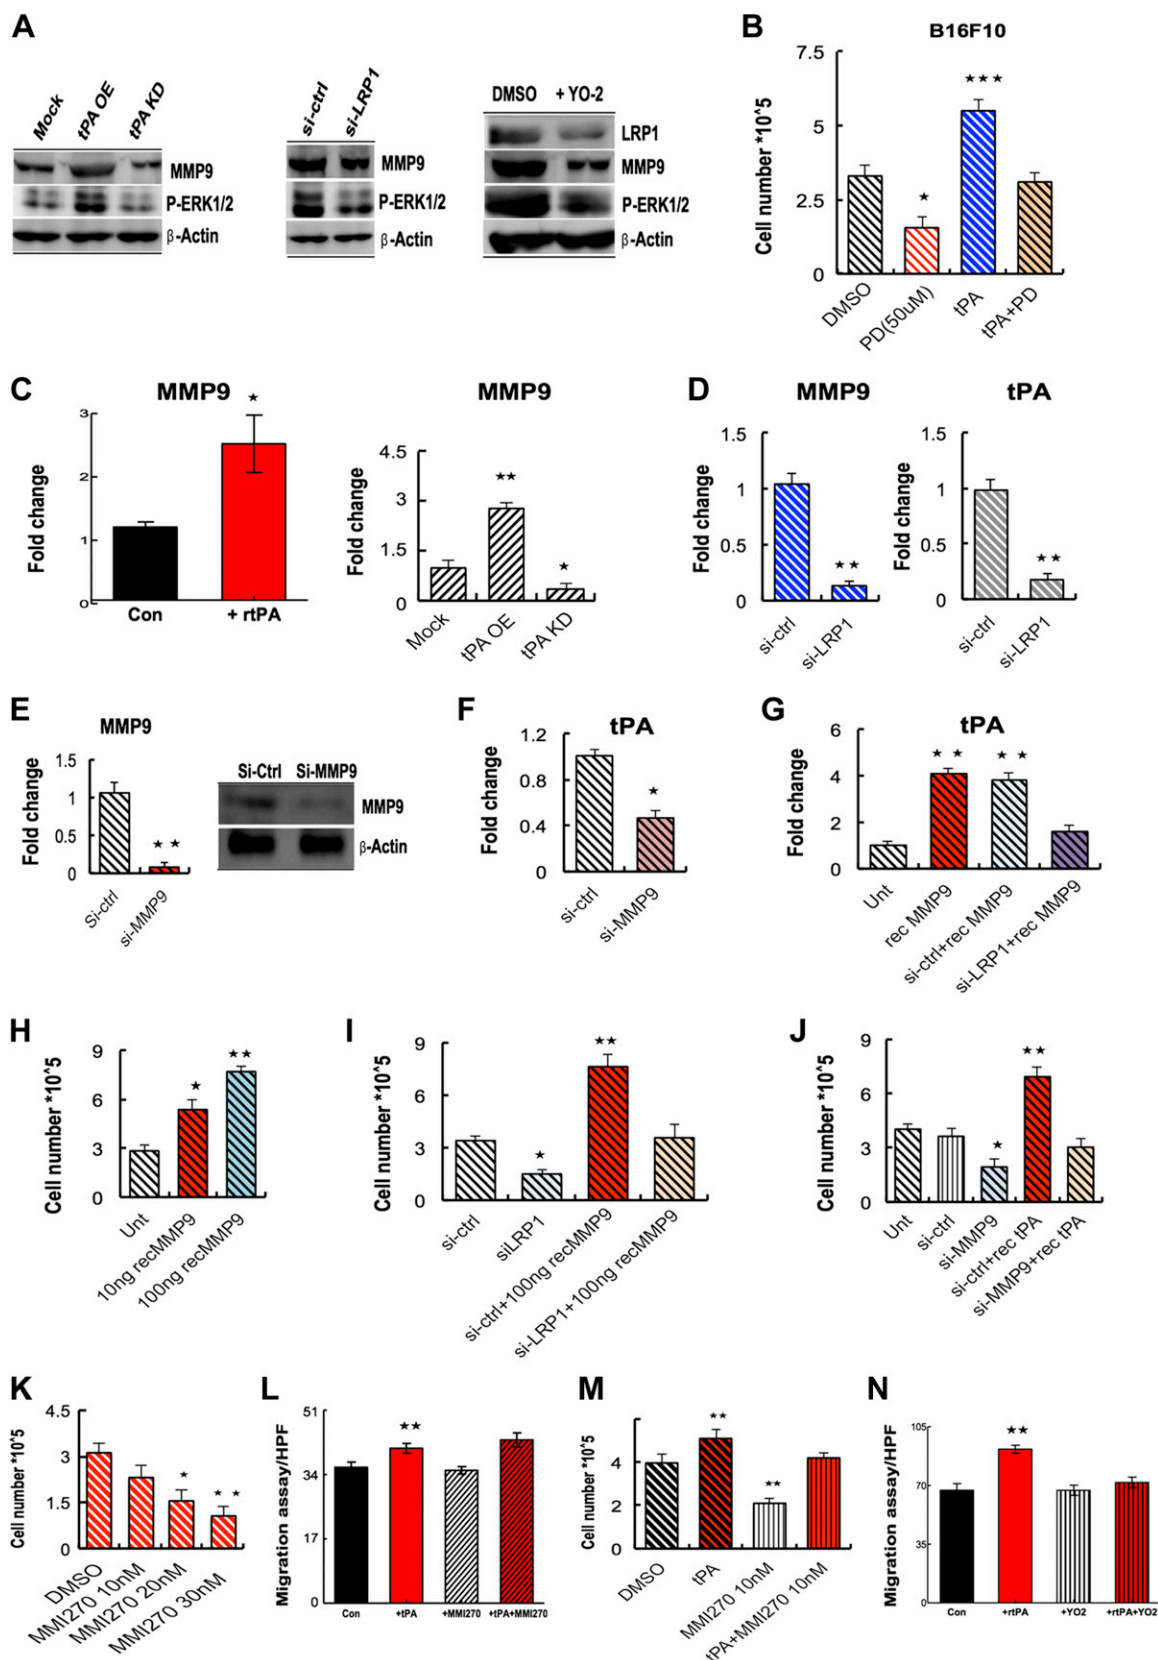 A
Mock
tPA OE
tPA KD
MMP9
P-ERK1/2
β-Actin
si-ctrl
si-LRP1
MMP9
P-ERK1/2
β-Actin
DMSO + YO-2
LRP1
MMP9
P-ERK1/2
β-Actin
B
B16F10
Cell number *10^5
7.5
5
2.5
0
★★★
★
DMSO
PD(50uM)
tPA
tPA+PD
C
MMP9
Fold change
3
2
1
0
★
Con
+ rtPA
MMP9
Fold change
4.5
3
1.5
0
★★
★
Mock
tPA OE
tPA KD
D
MMP9
Fold change
1.5
1
0.5
0
★★
si-ctrl
si-LRP1
tPA
Fold change
1.5
1
0.5
0
★★
si-ctrl
si-LRP1
E
MMP9
Fold change
1.5
1
0.5
0
★★
Si-ctrl
si-MMP9
Si-Ctrl Si-MMP9
MMP9
β-Actin
F
tPA
Fold change
1.2
0.8
0.4
0
★
si-ctrl
si-MMP9
G
tPA
Fold change
6
4
2
0
★★
★★
Unt
rec MMP9
si-ctrl+rec MMP9
si-LRP1+rec MMP9
H
Cell number *10^5
9
6
3
0
★
★★
Unt
10ng recMMP9
100ng recMMP9
I
Cell number *10^5
9
6
3
0
★
★★
si-ctrl
siLRP1
si-ctrl+100ng recMMP9
si-LRP1+100ng recMMP9
J
Cell number *10^5
9
6
3
0
★
★★
Unt
si-ctrl
si-MMP9
si-ctrl+rec tPA
si-MMP9+rec tPA
K
Cell number *10^5
4.5
3
1.5
0
★
★★
DMSO
MMI270 10nM
MMI270 20nM
MMI270 30nM
L
Migration assay/HPF
51
34
17
0
★★
Con
+tPA
+MMI270
+tPA+MMI270
M
Cell number *10^5
4
2
0
★★
★★
DMSO
tPA
MMI270 10nM
tPA+MMI270 10nM
N
Migration assay/HPF
105
70
35
0
★★
Con
+rtPA
+YO2
+rtPA+YO2